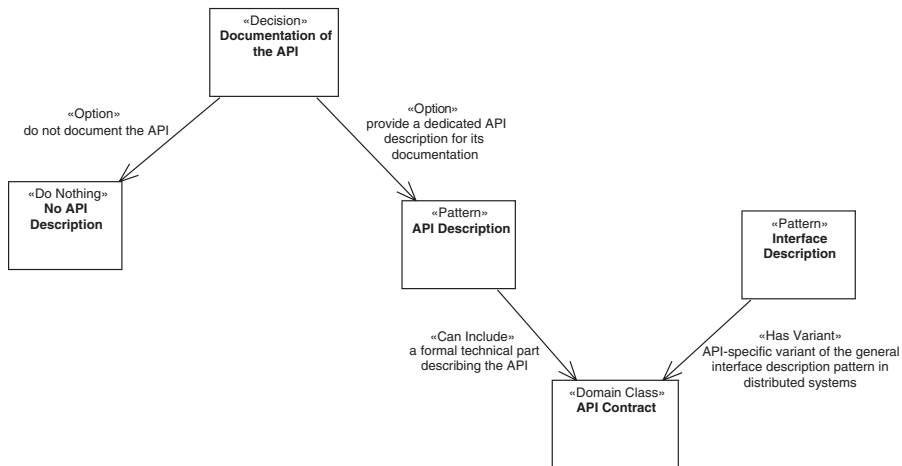 «Decision»
Documentation of
the API
«Option»
do not document the API
«Option»
provide a dedicated API
description for its
documentation
«Do Nothing»
No API
Description
«Pattern»
API Description
«Pattern»
Interface
Description
«Can Include»
a formal technical part
describing the API
«Has Variant»
API-specific variant of the general
interface description pattern in
distributed systems
«Domain Class»
API Contract